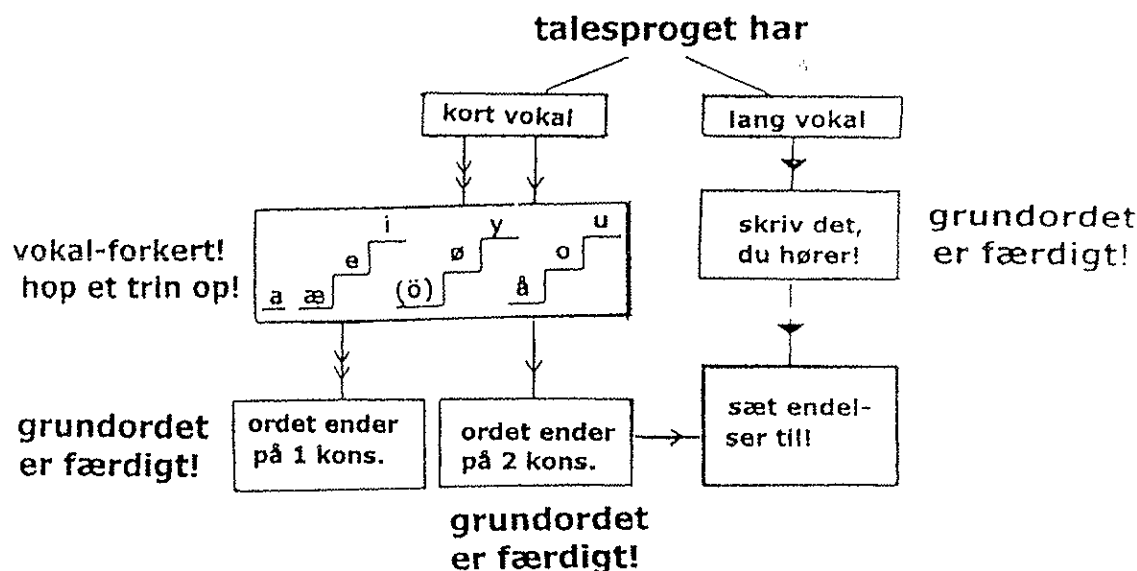 talesproget har
kort vokal
lang vokal
vokal-forkert!
hop et trin op!
i
e
a æ
y
ø
(ö)
u
o
å
skriv det,
du hører!
grundordet
er færdigt!
grundordet
er færdigt!
ordet ender
på 1 kons.
ordet ender
på 2 kons.
sæt endel-
ser till!
grundordet
er færdigt!